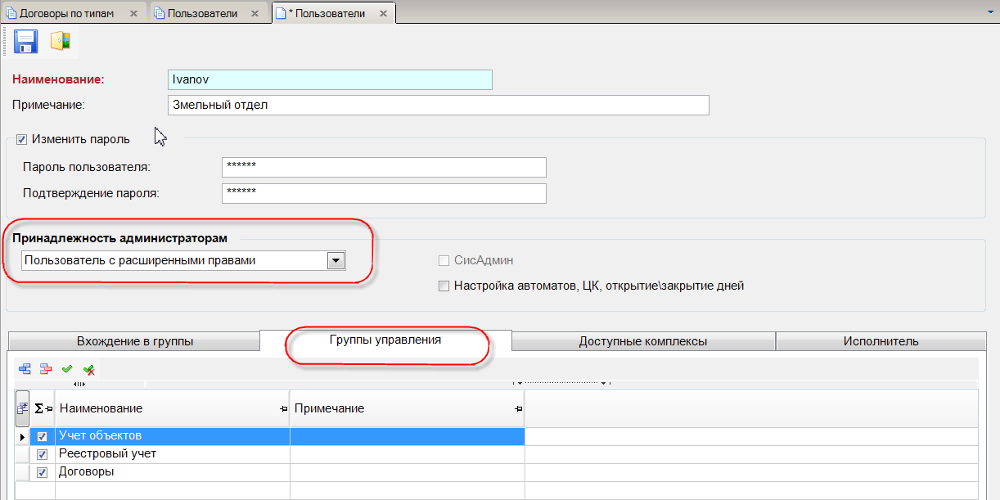 Договоры по типам Пользователи * Пользователи
Наименование: Ivanov
Примечание: Змельный отдел
Изменить пароль
Пароль пользователя: ******
Подтверждение пароля: ******
Принадлежность администраторам
Пользователь с расширенными правами СисАдмин
Настройка автоматов, ЦК, открытие\закрытие дней
Вхождение в группы Группы управления Доступные комплексы Исполнитель
Σ Наименование Примечание
Учет объектов
Реестровый учет
Договоры